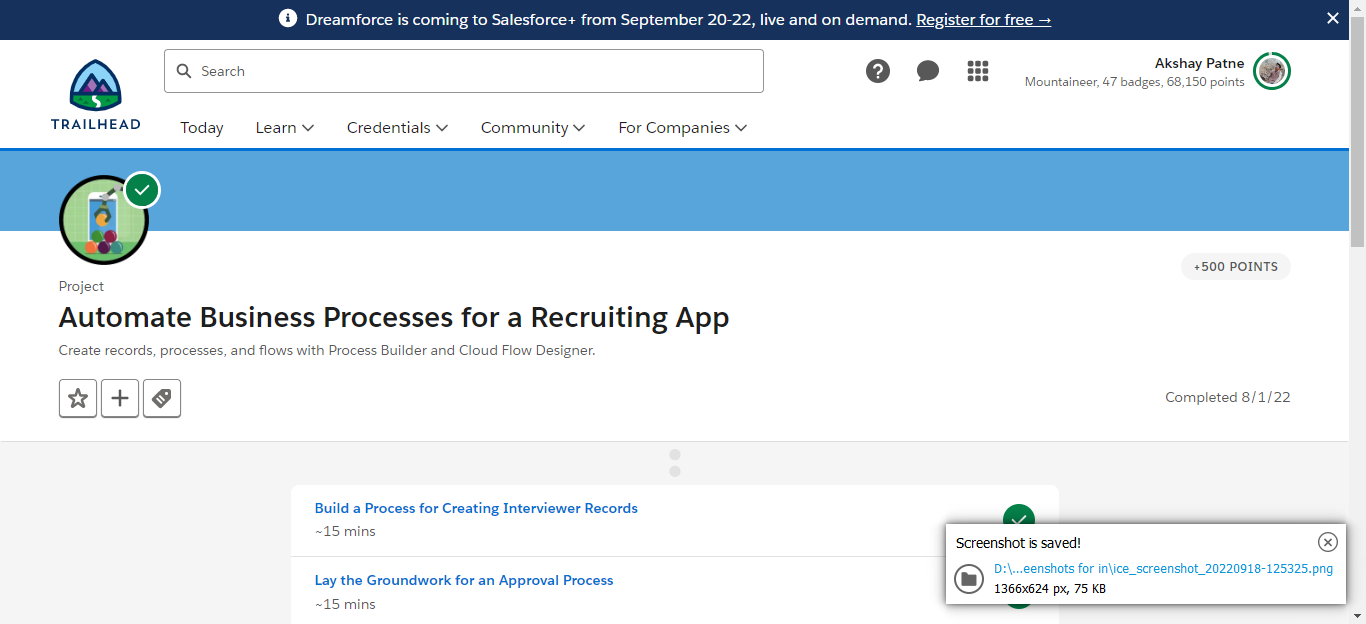 Dreamforce is coming to Salesforce+ from September 20-22, live and on demand. Register for free →
Search
Akshay Patne
Mountaineer, 47 badges, 68,150 points
TRAILHEAD
Today Learn Credentials Community For Companies
+500 POINTS
Project
Automate Business Processes for a Recruiting App
Create records, processes, and flows with Process Builder and Cloud Flow Designer.
Completed 8/1/22
Build a Process for Creating Interviewer Records
~15 mins
Lay the Groundwork for an Approval Process
~15 mins
Screenshot is saved!
D:\...eenshots for in\ice_screenshot_20220918-125325.png
1366x624 px, 75 KB